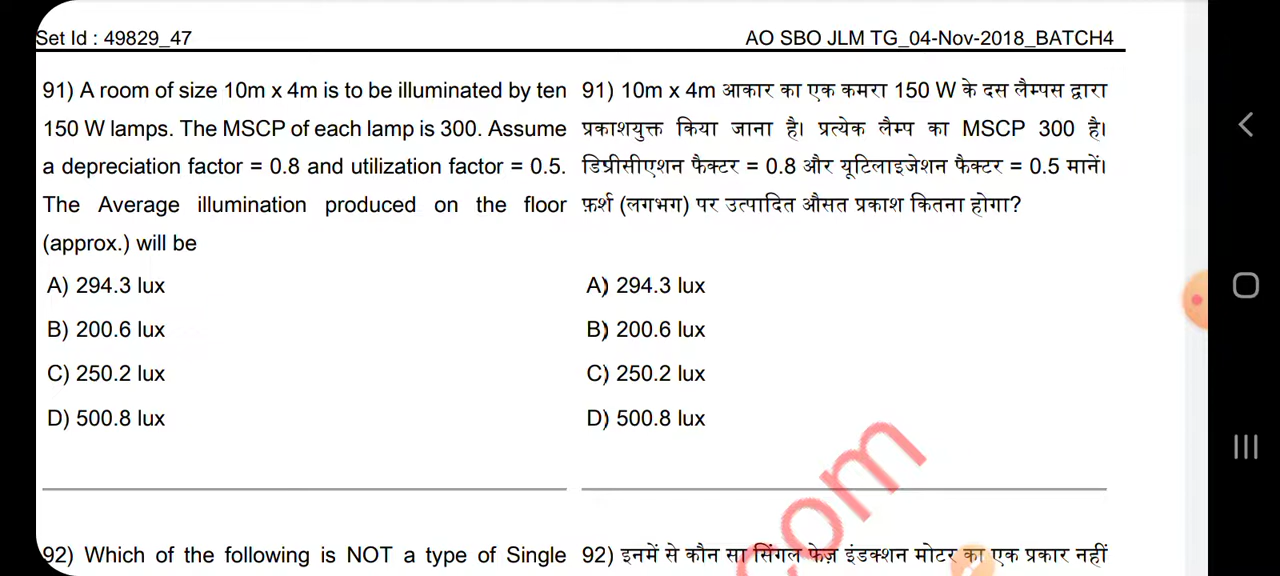 Set Id : 49829_47
AO SBO JLM TG_04-Nov-2018_BATCH4
91) A room of size 10m x 4m is to be illuminated by ten
150 W lamps. The MSCP of each lamp is 300. Assume
a depreciation factor = 0.8 and utilization factor = 0.5.
The Average illumination produced on the floor
(approx.) will be
A) 294.3 lux
B) 200.6 lux
C) 250.2 lux
D) 500.8 lux
91) 10m x 4m आकार का एक कमरा 150 W के दस लैम्पस द्वारा
प्रकाशयुक्त किया जाना है। प्रत्येक लैम्प का MSCP 300 है।
डिप्रीसीएशन फैक्टर = 0.8 और यूटिलाइजेशन फैक्टर = 0.5 मानें।
फ़र्श (लगभग) पर उत्पादित औसत प्रकाश कितना होगा?
A) 294.3 lux
B) 200.6 lux
C) 250.2 lux
D) 500.8 lux
92) Which of the following is NOT a type of Single
92) इनमें से कौन सा सिंगल फेज़ इंडक्शन मोटर का एक प्रकार नहीं
.com